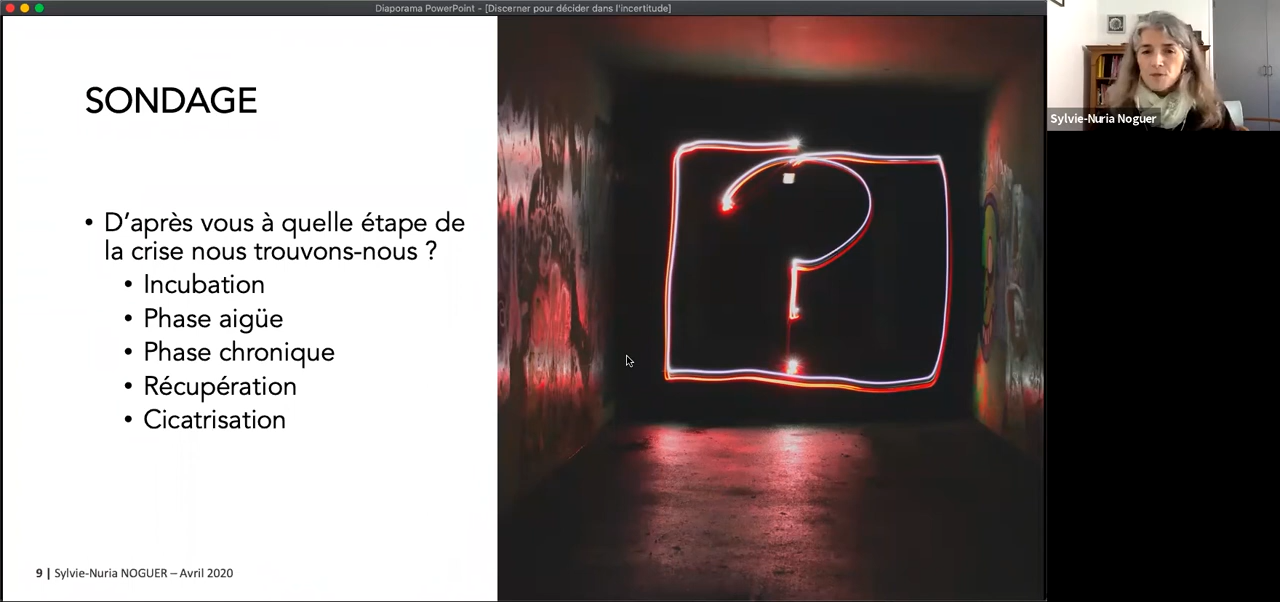 Diaporama PowerPoint - [Discerner pour décider dans l'incertitude]
SONDAGE
• D’après vous à quelle étape de
la crise nous trouvons-nous ?
• Incubation
• Phase aigüe
• Phase chronique
• Récupération
• Cicatrisation
9 | Sylvie-Nuria NOGUER – Avril 2020
Sylvie-Nuria Noguer